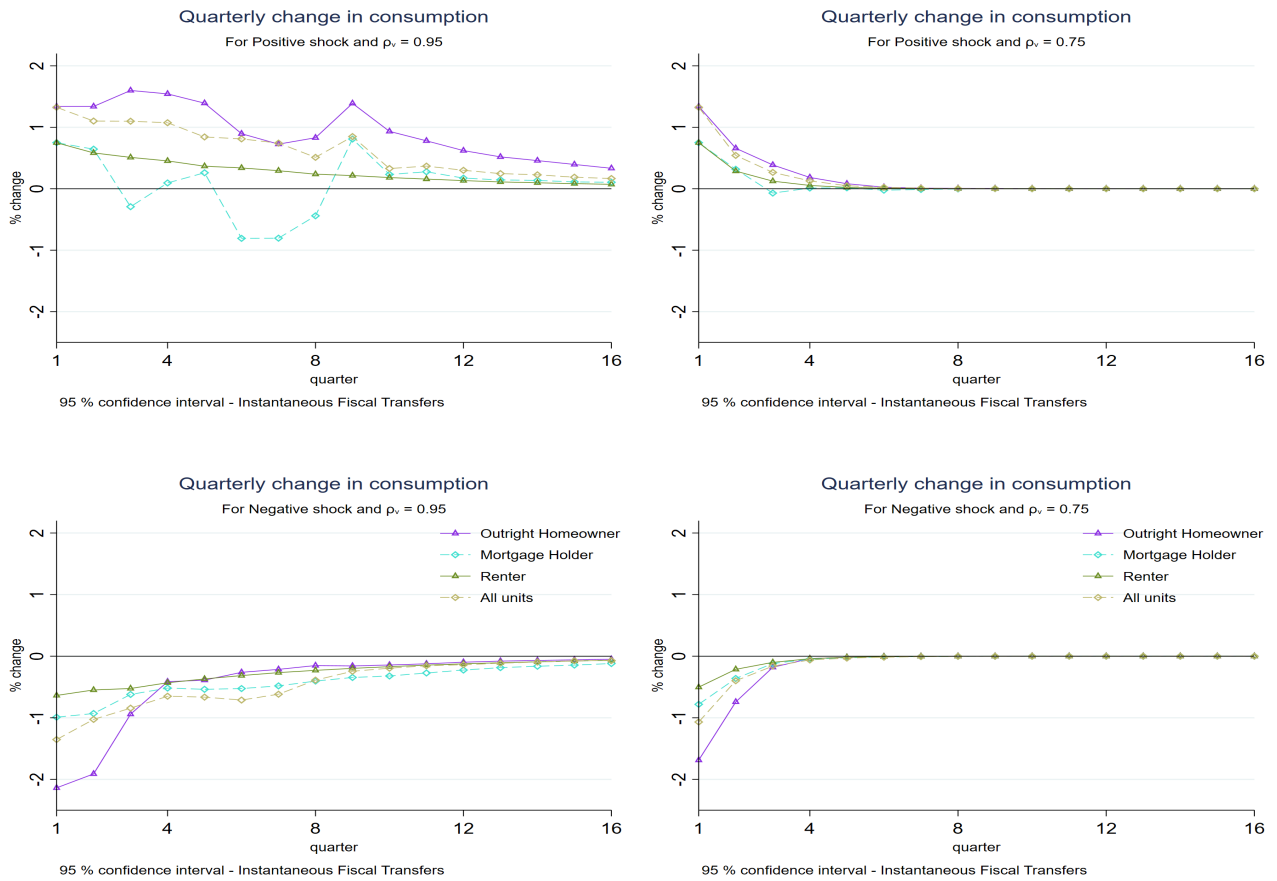 Quarterly change in consumption
For Positive shock and ρᵥ = 0.95
2
1
0
-1
-2
% change
1
4
8
12
16
quarter
95 % confidence interval - Instantaneous Fiscal Transfers
Quarterly change in consumption
For Positive shock and ρᵥ = 0.75
2
1
0
-1
-2
% change
1
4
8
12
16
quarter
95 % confidence interval - Instantaneous Fiscal Transfers
Quarterly change in consumption
For Negative shock and ρᵥ = 0.95
Outright Homeowner
Mortgage Holder
Renter
All units
2
1
0
-1
-2
% change
1
4
8
12
16
quarter
95 % confidence interval - Instantaneous Fiscal Transfers
Quarterly change in consumption
For Negative shock and ρᵥ = 0.75
Outright Homeowner
Mortgage Holder
Renter
All units
2
1
0
-1
-2
% change
1
4
8
12
16
quarter
95 % confidence interval - Instantaneous Fiscal Transfers